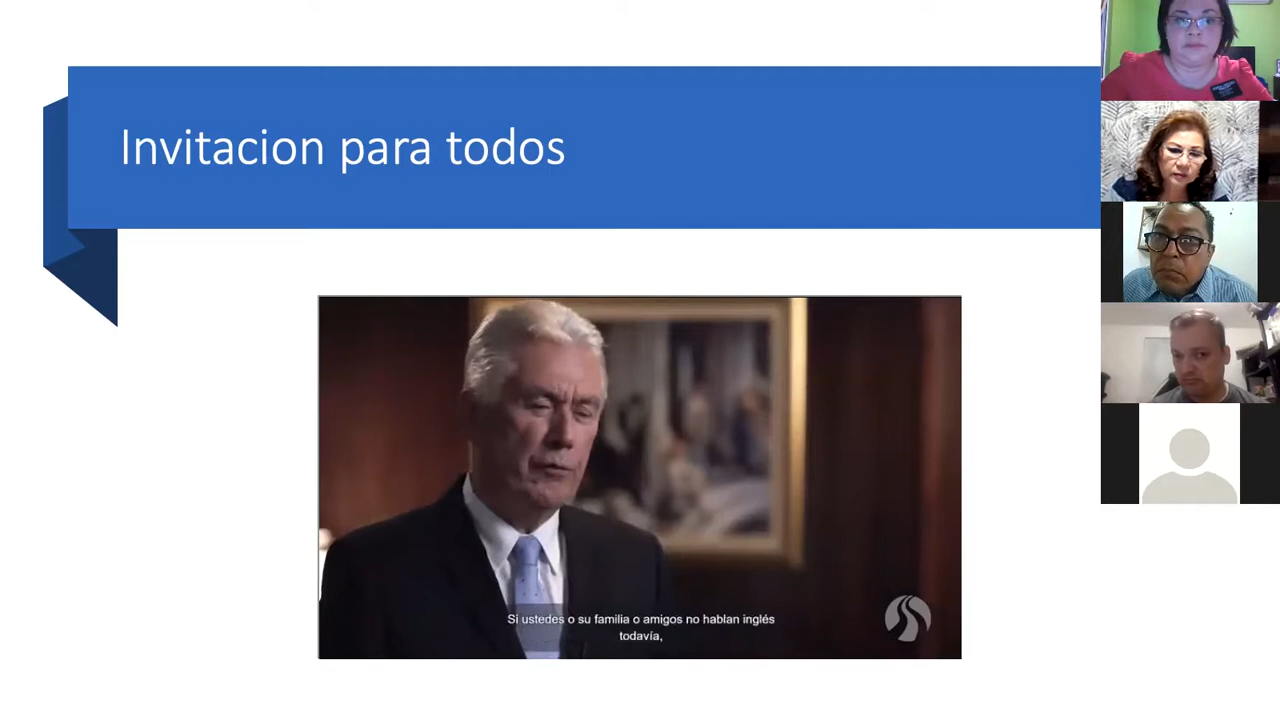 Invitacion para todos
Si ustedes o su familia o amigos no hablan inglés
todavía,